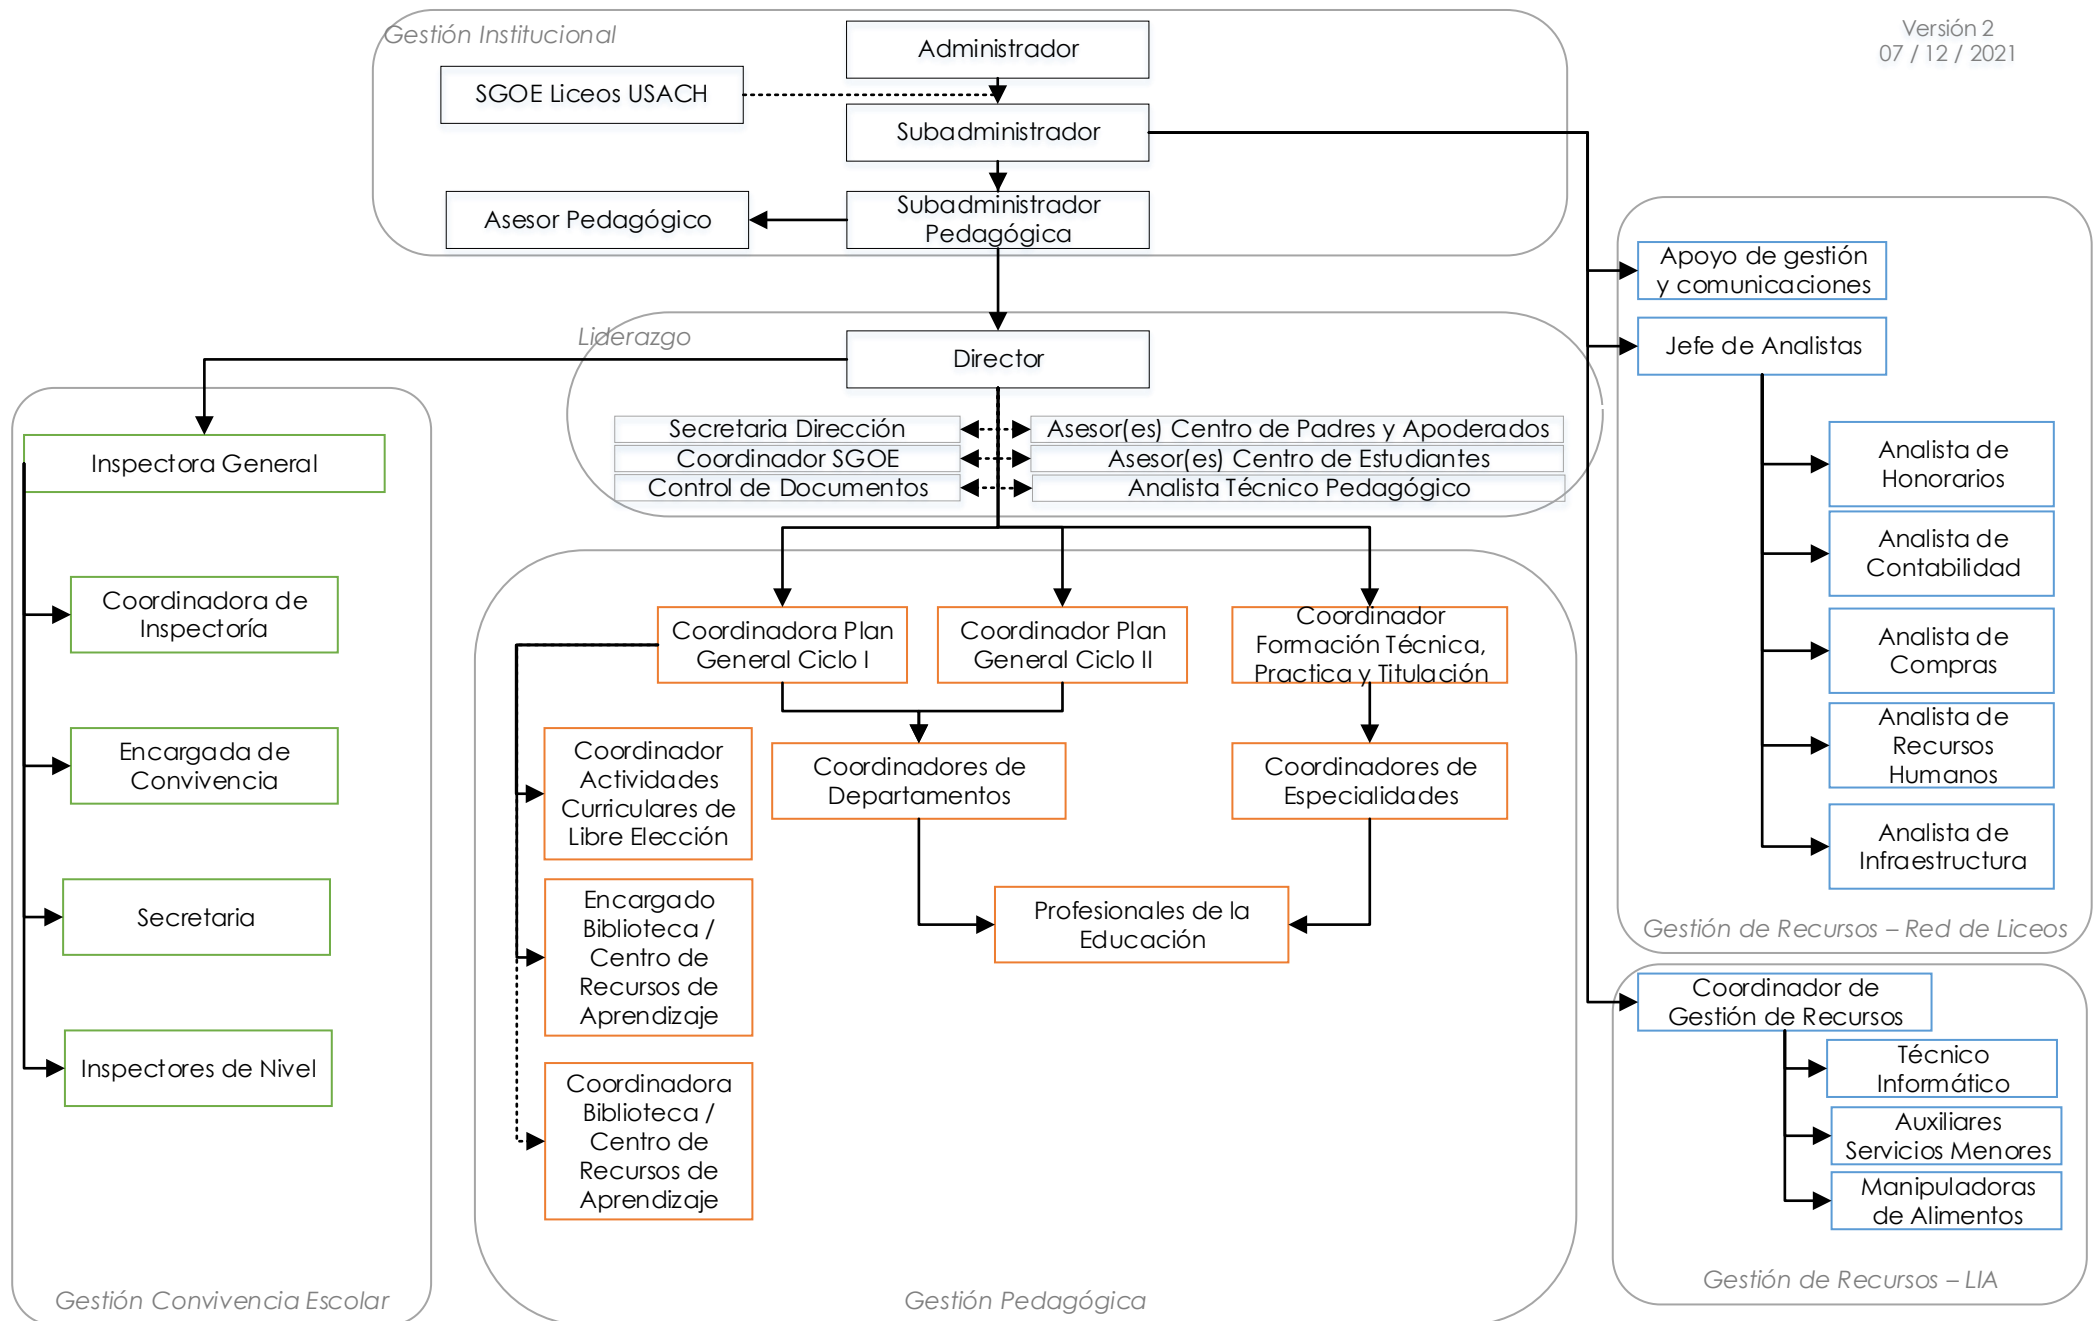 Gestión Institucional
Administrador
Versión 2
07 / 12 / 2021
SGOE Liceos USACH
Subadministrador
Asesor Pedagógico
Subadministrador
Pedagógica
Apoyo de gestión
y comunicaciones
Liderazgo
Director
Jefe de Analistas
Secretaria Dirección
Asesor(es) Centro de Padres y Apoderados
Coordinador SGOE
Asesor(es) Centro de Estudiantes
Control de Documentos
Analista Técnico Pedagógico
Inspectora General
Coordinadora de
Inspectoría
Encargada de
Convivencia
Secretaria
Inspectores de Nivel
Gestión Convivencia Escolar
Coordinadora Plan
General Ciclo I
Coordinador Plan
General Ciclo II
Coordinador
Formación Técnica,
Practica y Titulación
Coordinador
Actividades
Curriculares de
Libre Elección
Coordinadores de
Departamentos
Coordinadores de
Especialidades
Encargado
Biblioteca /
Centro de
Recursos de
Aprendizaje
Profesionales de la
Educación
Coordinadora
Biblioteca /
Centro de
Recursos de
Aprendizaje
Gestión Pedagógica
Analista de
Honorarios
Analista de
Contabilidad
Analista de
Compras
Analista de
Recursos
Humanos
Analista de
Infraestructura
Gestión de Recursos – Red de Liceos
Coordinador de
Gestión de Recursos
Técnico
Informático
Auxiliares
Servicios Menores
Manipuladoras
de Alimentos
Gestión de Recursos – LIA